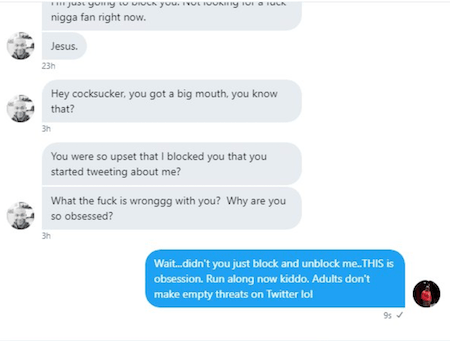 I'm just going to block you. Not looking for a fuck
nigga fan right now.
Jesus.
23h
Hey cocksucker, you got a big mouth, you know
that?
3h
You were so upset that I blocked you that you
started tweeting about me?
What the fuck is wronggg with you? Why are you
so obsessed?
3h
Wait...didn't you just block and unblock me..THIS is
obsession. Run along now kiddo. Adults don't
make empty threats on Twitter lol
9s ✓